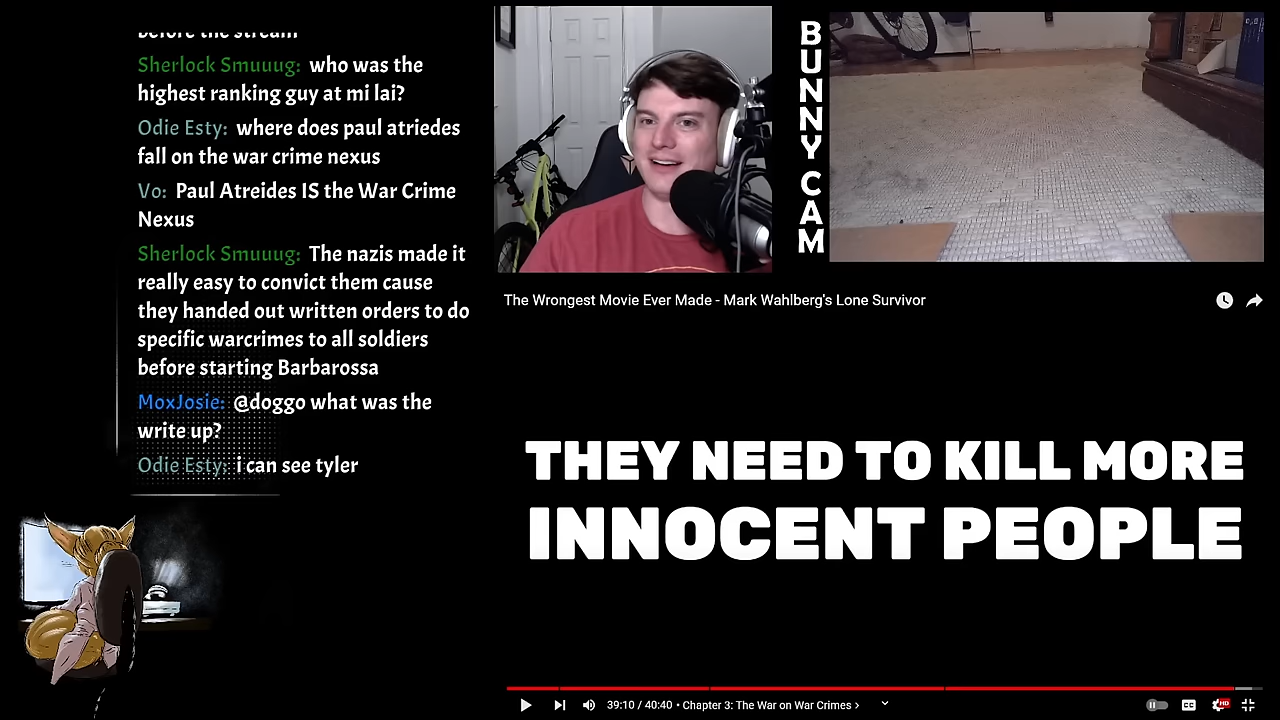 before the stream
Sherlock Smuuug: who was the
highest ranking guy at mi lai?
Odie Esty: where does paul atriedes
fall on the war crime nexus
Vo: Paul Atreides IS the War Crime
Nexus
Sherlock Smuuug: The nazis made it
really easy to convict them cause
they handed out written orders to do
specific warcrimes to all soldiers
before starting Barbarossa
MoxJosie: @doggo what was the
write up?
Odie Esty: i can see tyler
BUNNY CAM
The Wrongest Movie Ever Made - Mark Wahlberg's Lone Survivor
THEY NEED TO KILL MORE
INNOCENT PEOPLE
39:10 / 40:40 • Chapter 3: The War on War Crimes ›
CC
HD